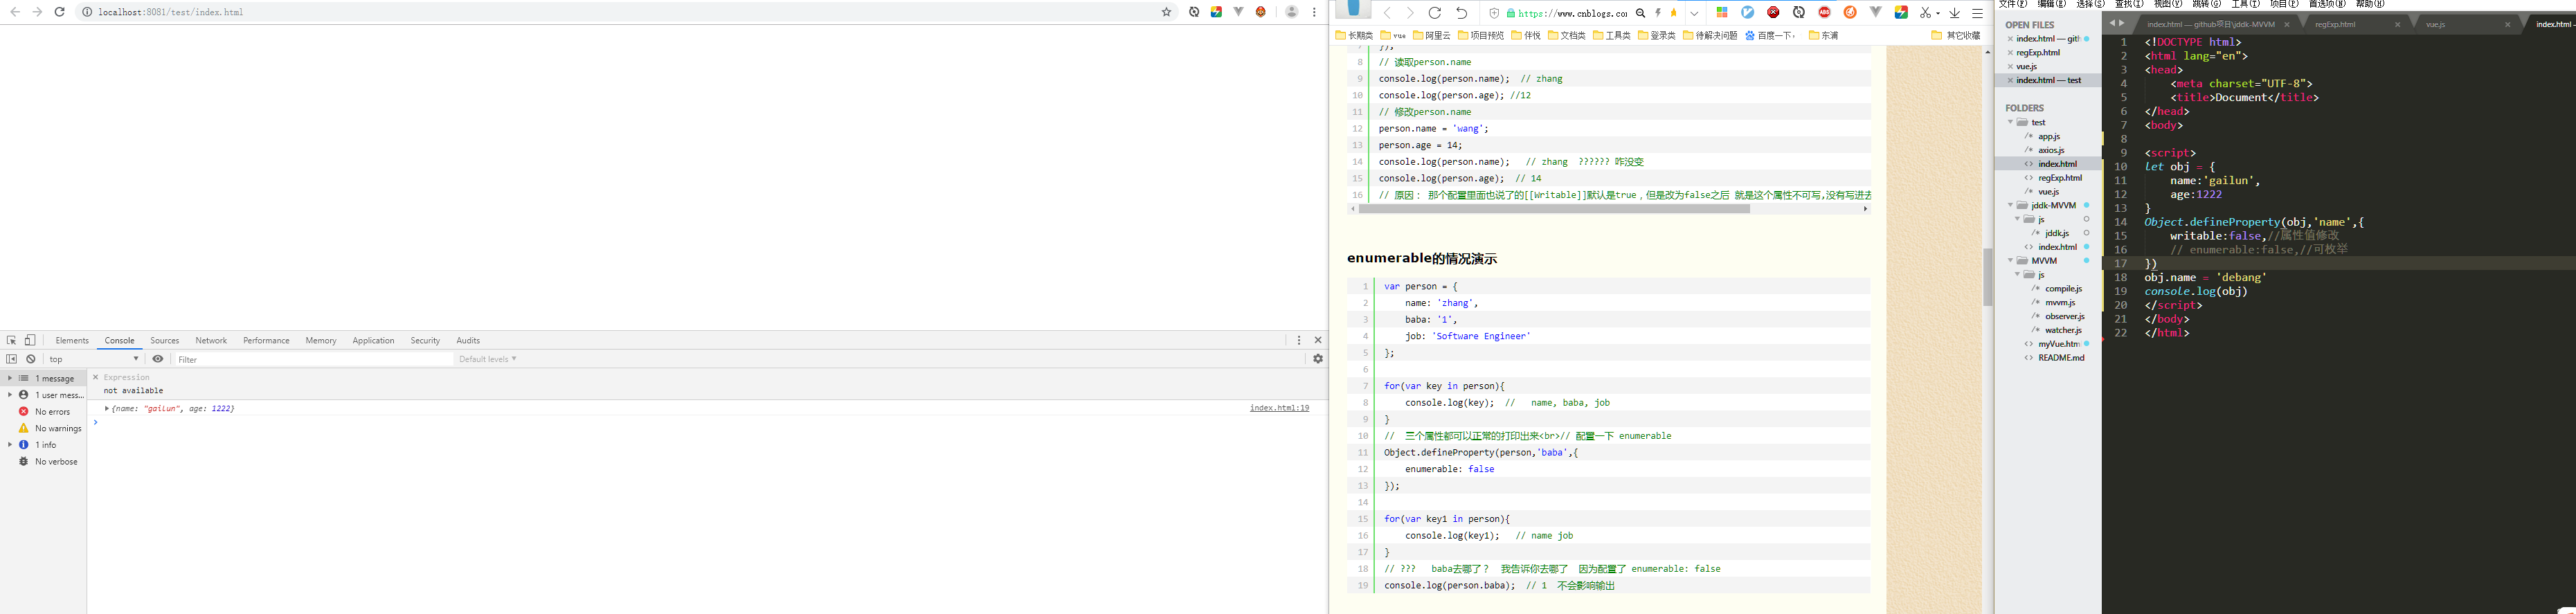 localhost:8081/test/index.html
Elements Console Sources Network Performance Memory Application Security Audits
top Filter Default levels
1 message
1 user mess...
No errors
No warnings
1 info
No verbose
Expression
not available
{name: "gailun", age: 1222}
index.html:19
https://www.cnblogs.co
长期类 vue 阿里云 项目预览 伴悦 文档类 工具类 登录类 待解决问题 百度一下， 东浦 其它收藏
7 };
8 // 读取person.name
9 console.log(person.name); // zhang
10 console.log(person.age); //12
11 // 修改person.name
12 person.name = 'wang';
13 person.age = 14;
14 console.log(person.name); // zhang ?????? 咋没变
15 console.log(person.age); // 14
16 // 原因： 那个配置里面也说了的[[Writable]]默认是true，但是改为false之后 就是这个属性不可写,没有写进去
enumerable的情况演示
1 var person = {
2 name: 'zhang',
3 baba: '1',
4 job: 'Software Engineer'
5 };
6
7 for(var key in person){
8 console.log(key); // name, baba, job
9 }
10 // 三个属性都可以正常的打印出来<br>// 配置一下 enumerable
11 Object.defineProperty(person,'baba',{
12 enumerable: false
13 });
14
15 for(var key1 in person){
16 console.log(key1); // name job
17 }
18 // ??? baba去哪了？ 我告诉你去哪了 因为配置了 enumerable: false
19 console.log(person.baba); // 1 不会影响输出
文件(F) 编辑(E) 选择(S) 查找(I) 视图(V) 跳转(G) 工具(T) 项目(P) 首选项(N) 帮助(H)
OPEN FILES
index.html — gith
regExp.html
vue.js
index.html — test
FOLDERS
test
app.js
axios.js
index.html
regExp.html
vue.js
jddk-MVVM
js
jddk.js
index.html
MVVM
js
compile.js
mvvm.js
observer.js
watcher.js
myVue.htm
README.md
index.html — github项目\jddk-MVVM regExp.html vue.js index.html
1 <!DOCTYPE html>
2 <html lang="en">
3 <head>
4 <meta charset="UTF-8">
5 <title>Document</title>
6 </head>
7 <body>
8
9 <script>
10 let obj = {
11 name:'gailun',
12 age:1222
13 }
14 Object.defineProperty(obj,'name',{
15 writable:false,//属性值修改
16 // enumerable:false,//可枚举
17 })
18 obj.name = 'debang'
19 console.log(obj)
20 </script>
21 </body>
22 </html>